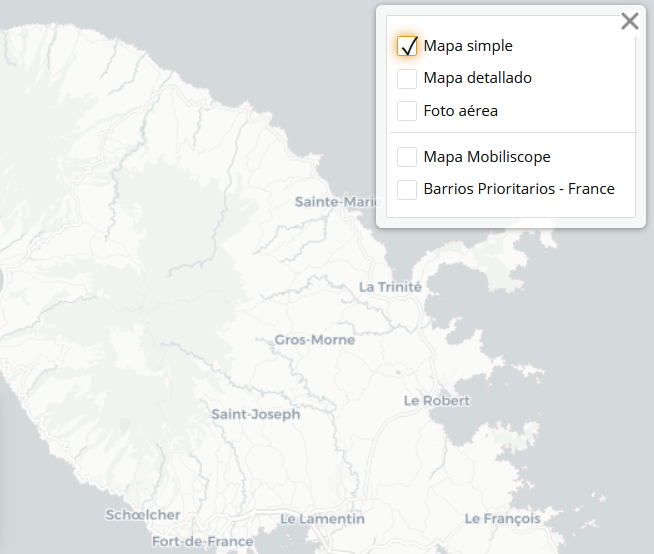 Mapa simple
Mapa detallado
Foto aérea
Mapa Mobiliscope
Barrios Prioritarios - France
Sainte-Marie
La Trinité
Gros-Morne
Le Robert
Saint-Joseph
Schœlcher
Le Lamentin
Le François
Fort-de-France